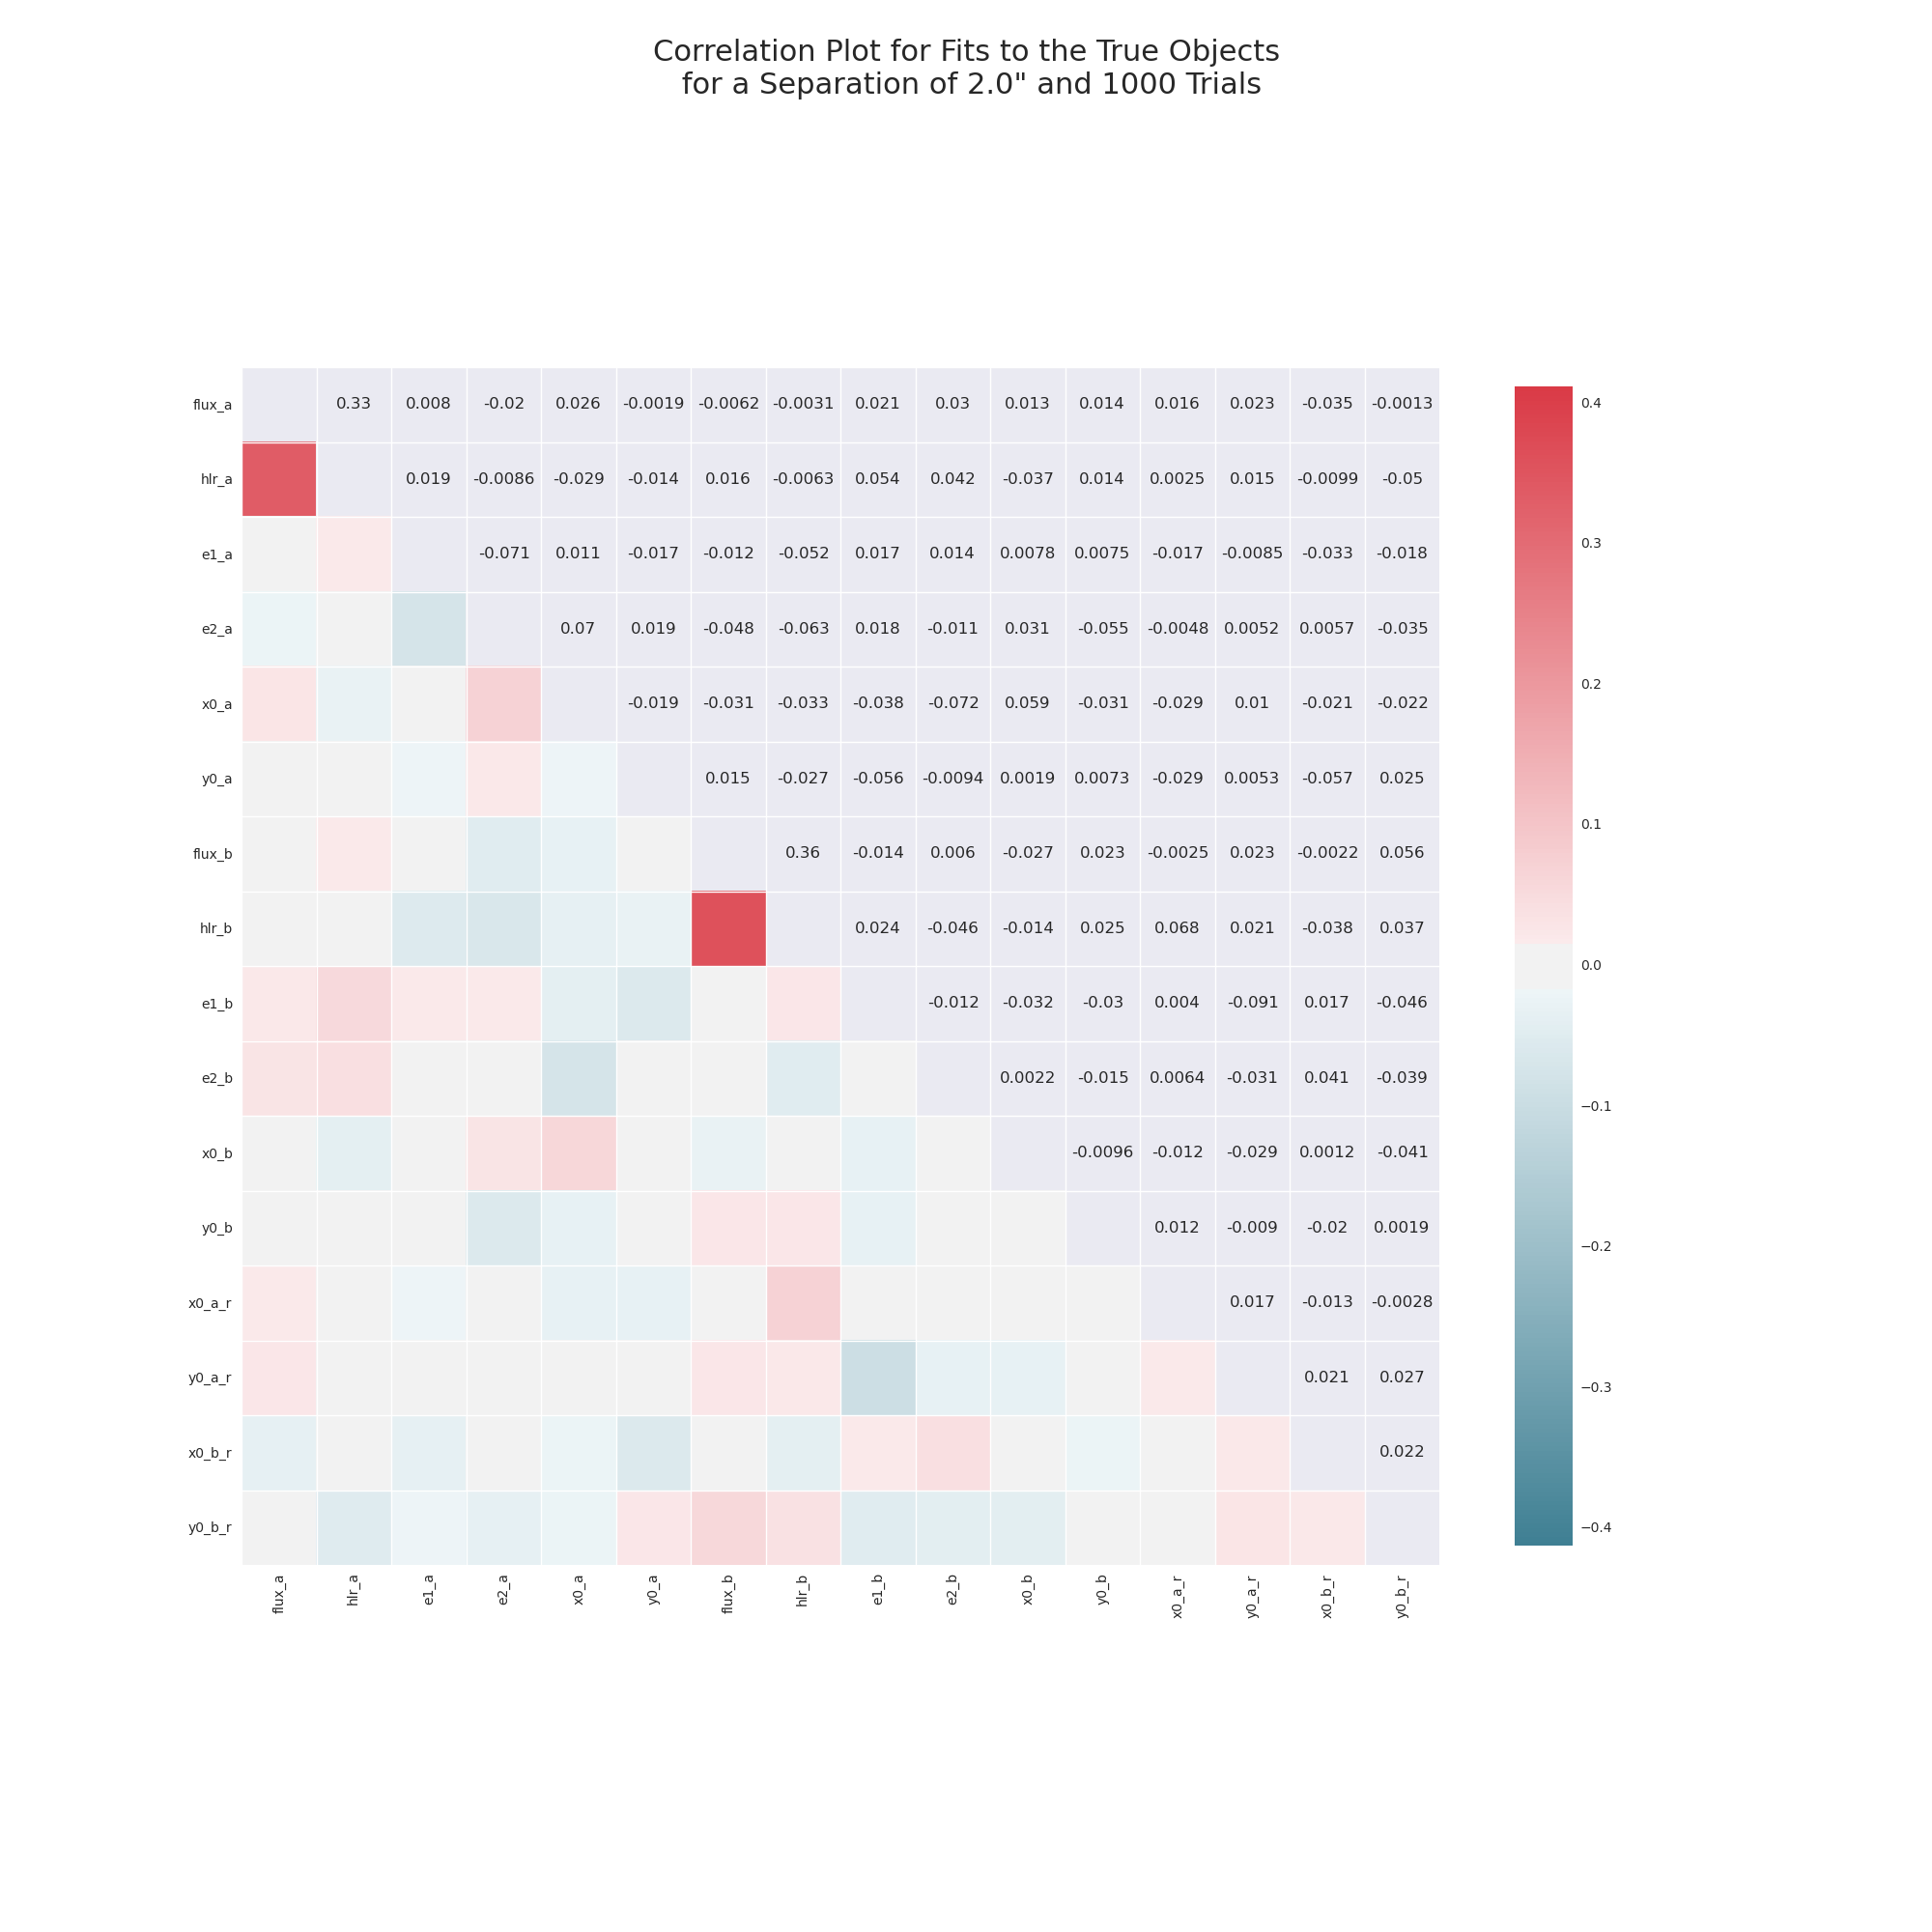 Correlation Plot for Fits to the True Objects
for a Separation of 2.0" and 1000 Trials
flux_a 0.33 0.008 -0.02 0.026 -0.0019 -0.0062 -0.0031 0.021 0.03 0.013 0.014 0.016 0.023 -0.035 -0.0013
hlr_a 0.019 -0.0086 -0.029 -0.014 0.016 -0.0063 0.054 0.042 -0.037 0.014 0.0025 0.015 -0.0099 -0.05
e1_a -0.071 0.011 -0.017 -0.012 -0.052 0.017 0.014 0.0078 0.0075 -0.017 -0.0085 -0.033 -0.018
e2_a 0.07 0.019 -0.048 -0.063 0.018 -0.011 0.031 -0.055 -0.0048 0.0052 0.0057 -0.035
x0_a -0.019 -0.031 -0.033 -0.038 -0.072 0.059 -0.031 -0.029 0.01 -0.021 -0.022
y0_a 0.015 -0.027 -0.056 -0.0094 0.0019 0.0073 -0.029 0.0053 -0.057 0.025
flux_b 0.36 -0.014 0.006 -0.027 0.023 -0.0025 0.023 -0.0022 0.056
hlr_b 0.024 -0.046 -0.014 0.025 0.068 0.021 -0.038 0.037
e1_b -0.012 -0.032 -0.03 0.004 -0.091 0.017 -0.046
e2_b 0.0022 -0.015 0.0064 -0.031 0.041 -0.039
x0_b -0.0096 -0.012 -0.029 0.0012 -0.041
y0_b 0.012 -0.009 -0.02 0.0019
x0_a_r 0.017 -0.013 -0.0028
y0_a_r 0.021 0.027
x0_b_r 0.022
y0_b_r
flux_a hlr_a e1_a e2_a x0_a y0_a flux_b hlr_b e1_b e2_b x0_b y0_b x0_a_r y0_a_r x0_b_r y0_b_r
0.4
0.3
0.2
0.1
0.0
−0.1
−0.2
−0.3
−0.4